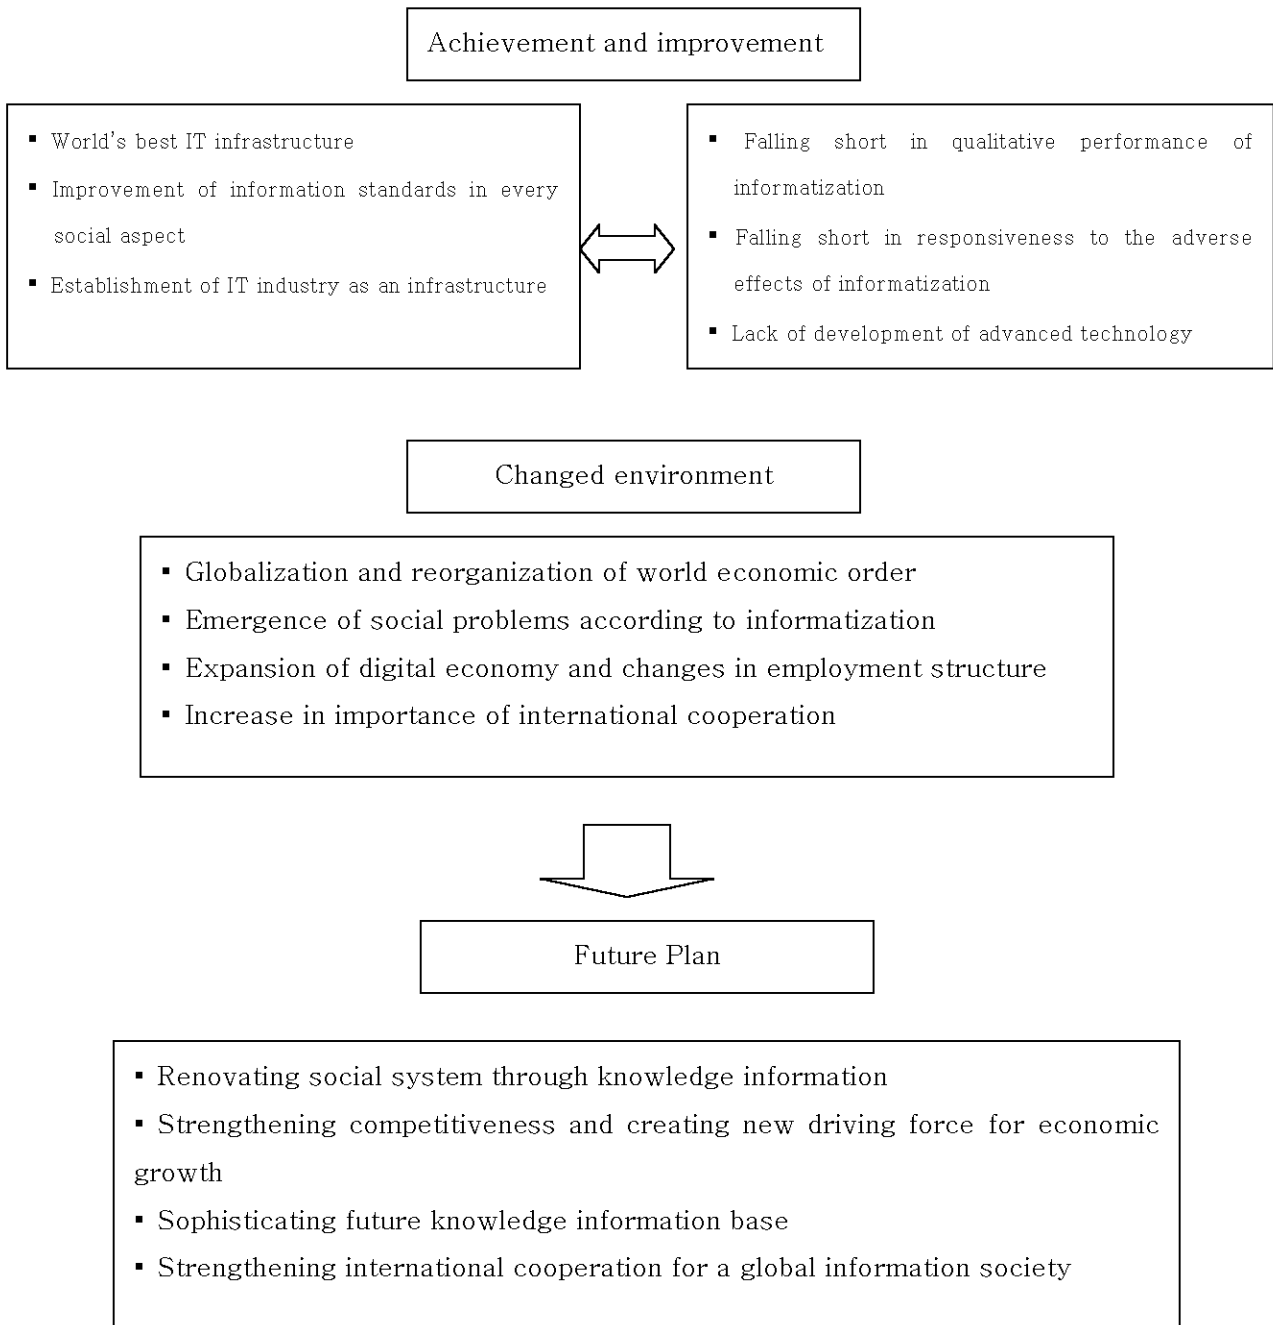 Achievement and improvement
▪ World's best IT infrastructure
▪ Improvement of information standards in every
social aspect
▪ Establishment of IT industry as an infrastructure
▪ Falling short in qualitative performance of
informatization
▪ Falling short in responsiveness to the adverse
effects of informatization
▪ Lack of development of advanced technology
Changed environment
▪ Globalization and reorganization of world economic order
▪ Emergence of social problems according to informatization
▪ Expansion of digital economy and changes in employment structure
▪ Increase in importance of international cooperation
Future Plan
▪ Renovating social system through knowledge information
▪ Strengthening competitiveness and creating new driving force for economic
growth
▪ Sophisticating future knowledge information base
▪ Strengthening international cooperation for a global information society